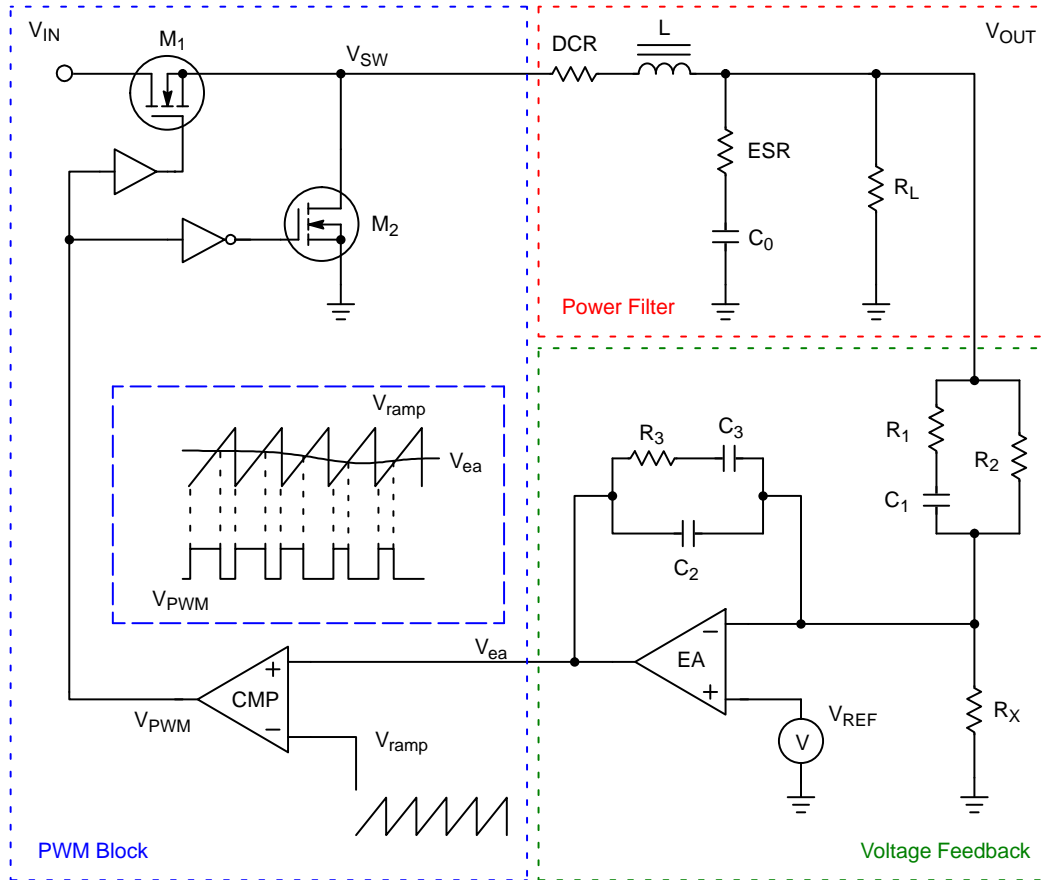 V_IN
M_1
V_SW
DCR
L
V_OUT
ESR
R_L
M_2
C_0
Power Filter
V_ramp
V_ea
V_PWM
R_3
C_3
C_2
R_1
R_2
C_1
V_ea
EA
−
+
CMP
+
−
V_PWM
V_ramp
V_REF
V
R_X
PWM Block
Voltage Feedback